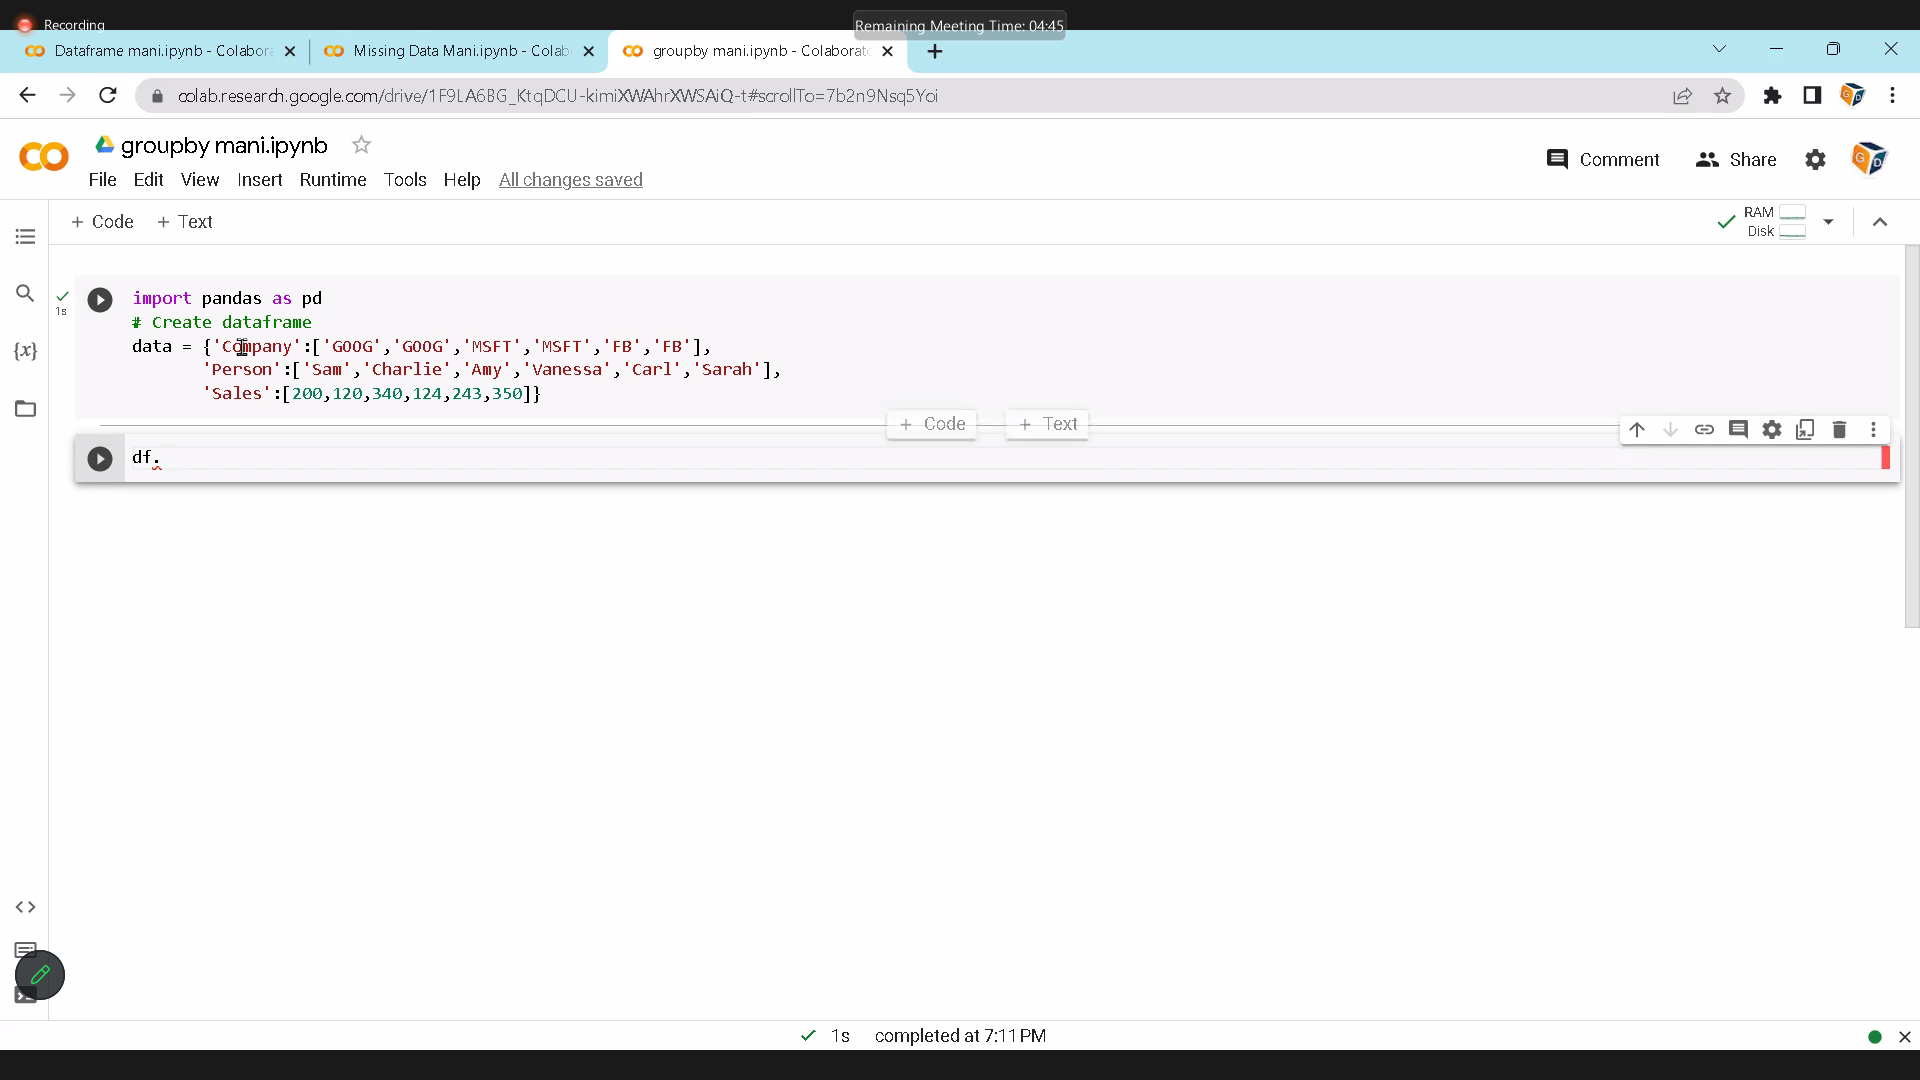 Recording
Remaining Meeting Time: 04:45
Dataframe mani.ipynb - Colabora
Missing Data Mani.ipynb - Colab
groupby mani.ipynb - Colaborato
colab.research.google.com/drive/1F9LA6BG_KtqDCU-kimiXWAhrXWSAiQ-t#scrollTo=7b2n9Nsq5Yoi
groupby mani.ipynb
Comment
Share
File Edit View Insert Runtime Tools Help All changes saved
+ Code + Text
RAM
Disk
{x}
1s
import pandas as pd
# Create dataframe
data = {'Company':['GOOG','GOOG','MSFT','MSFT','FB','FB'],
'Person':['Sam','Charlie','Amy','Vanessa','Carl','Sarah'],
'Sales':[200,120,340,124,243,350]}
+ Code + Text
df.
1s completed at 7:11 PM